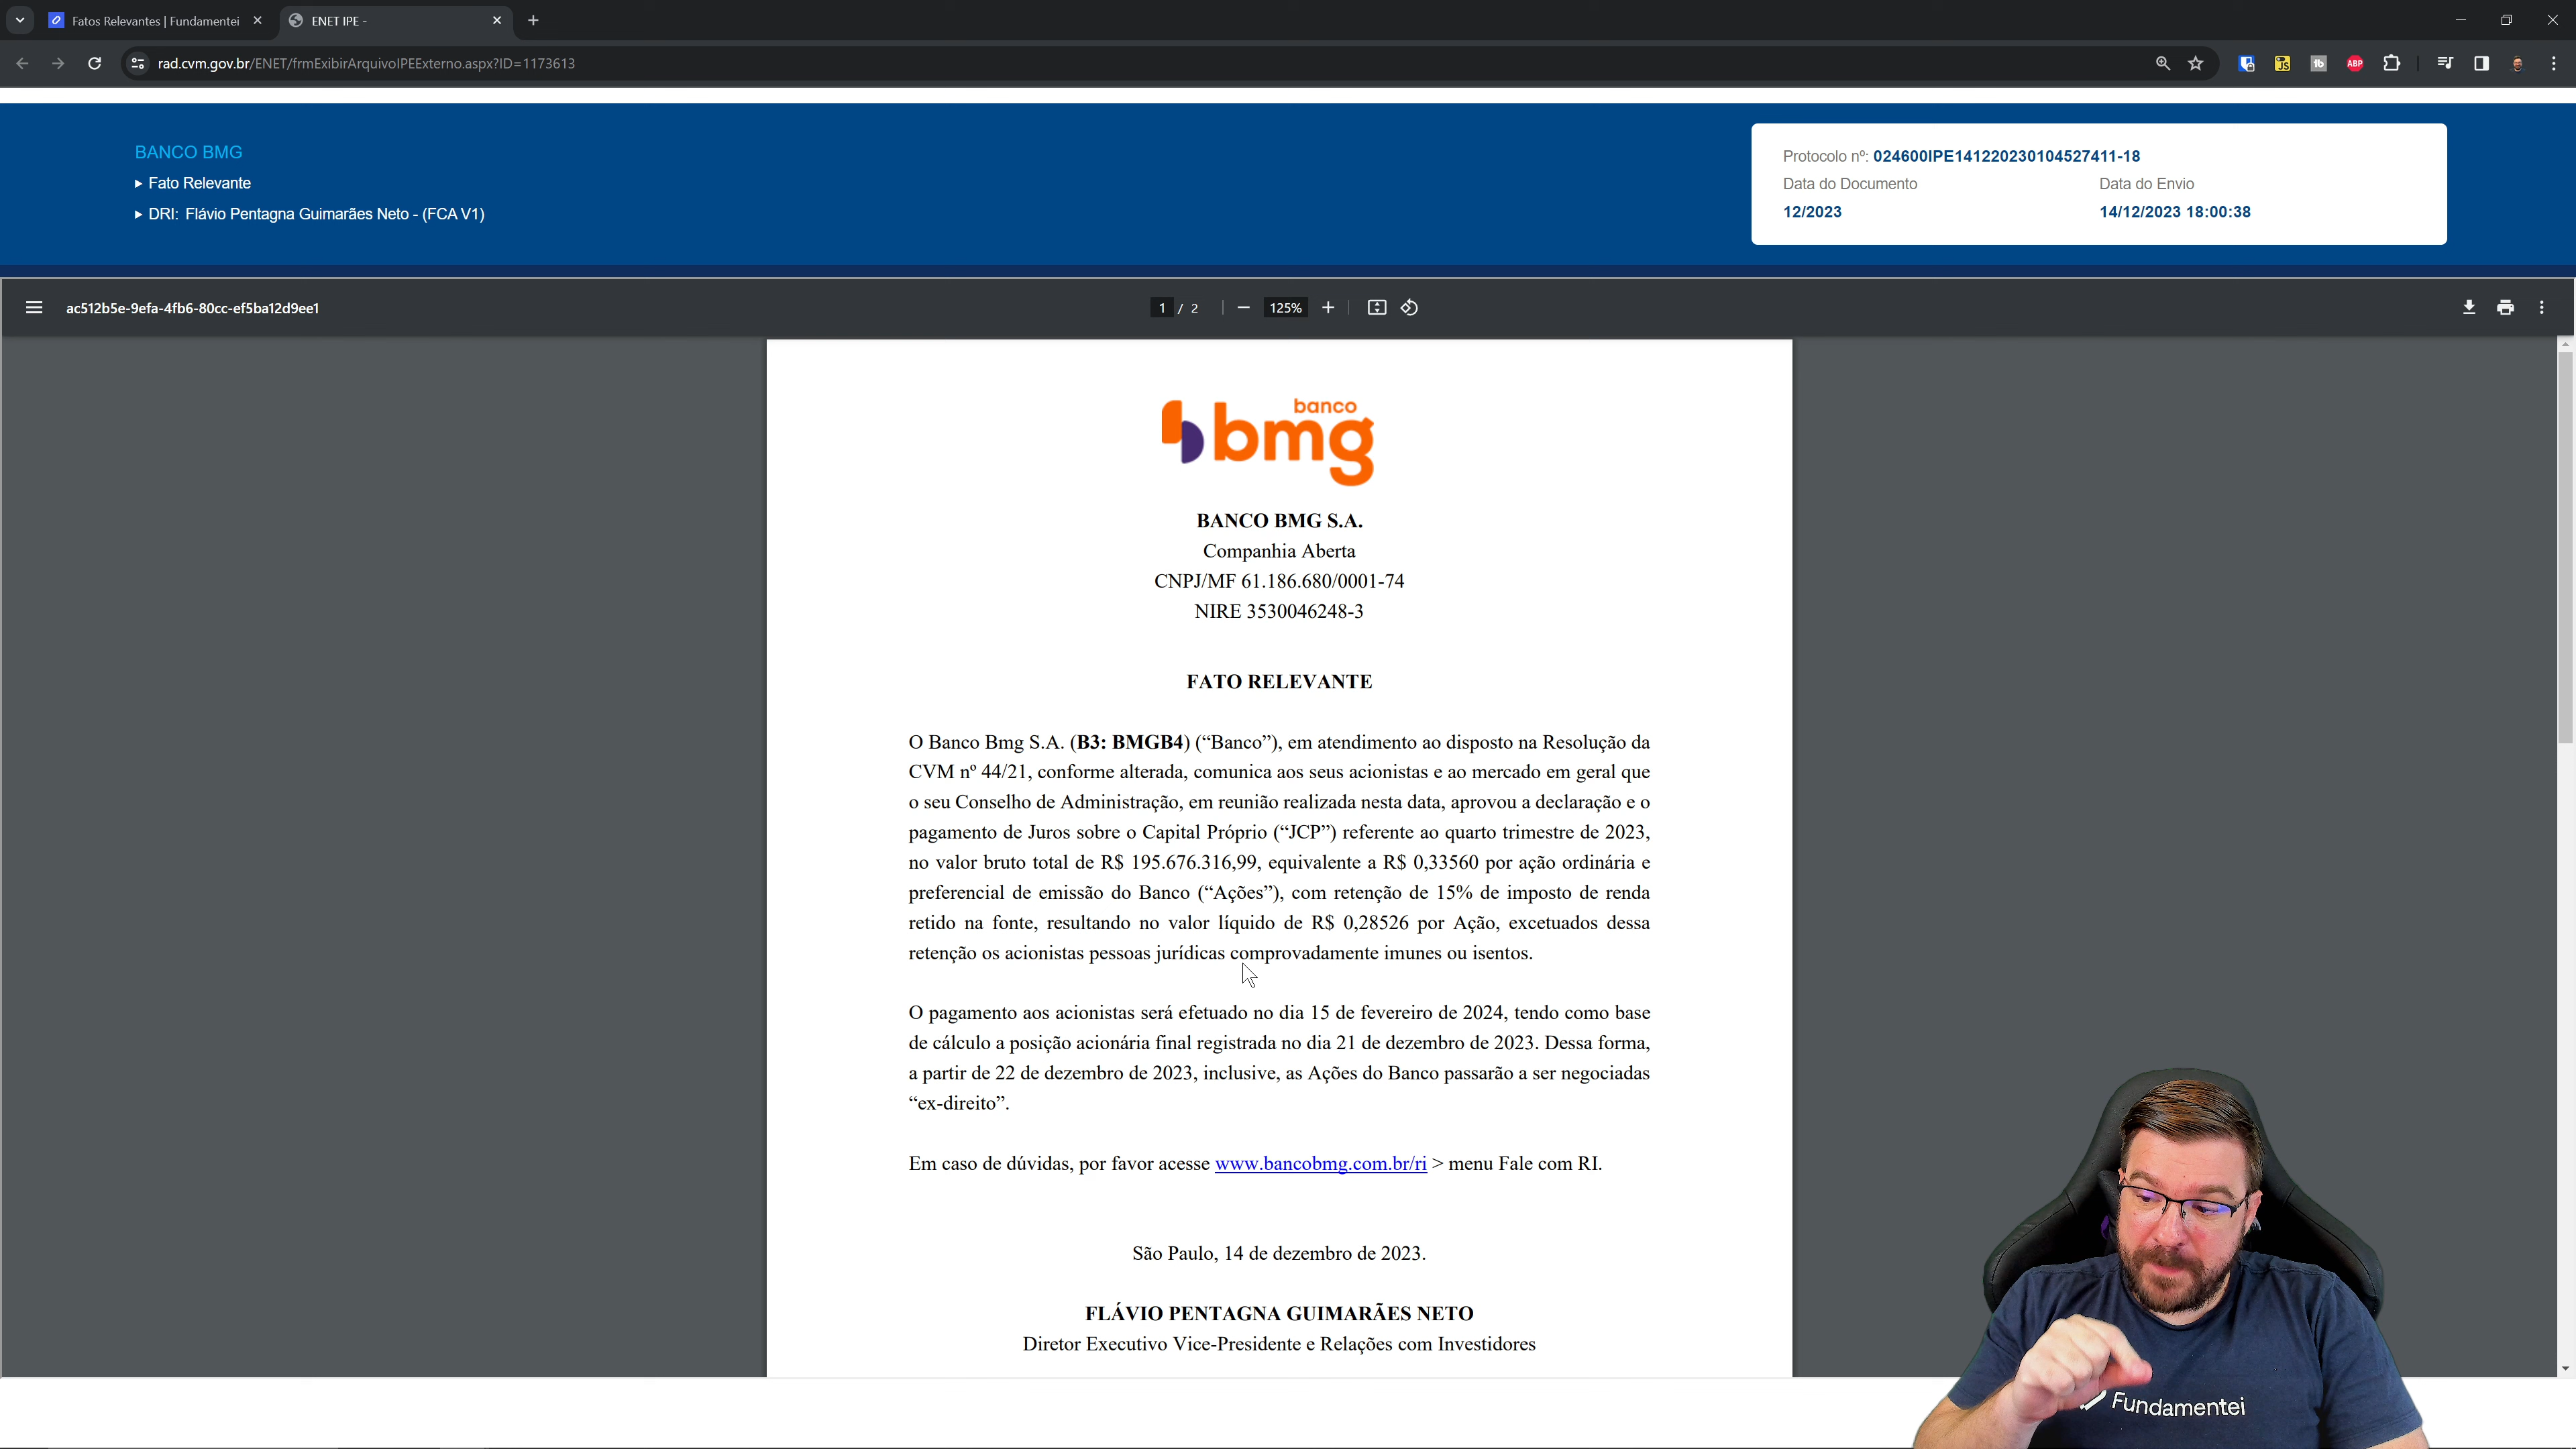 Fatos Relevantes | Fundamentei
ENET IPE -
rad.cvm.gov.br/ENET/frmExibirArquivoIPEExterno.aspx?ID=1173613
JS
tb
ABP
BANCO BMG
Fato Relevante
DRI: Flávio Pentagna Guimarães Neto - (FCA V1)
Protocolo nº: 024600IPE141220230104527411-18
Data do Documento
Data do Envio
12/2023
14/12/2023 18:00:38
ac512b5e-9efa-4fb6-80cc-ef5ba12d9ee1
1 / 2
125%
banco
bmg
BANCO BMG S.A.
Companhia Aberta
CNPJ/MF 61.186.680/0001-74
NIRE 3530046248-3
FATO RELEVANTE
O Banco Bmg S.A. (B3: BMGB4) (“Banco”), em atendimento ao disposto na Resolução da
CVM nº 44/21, conforme alterada, comunica aos seus acionistas e ao mercado em geral que
o seu Conselho de Administração, em reunião realizada nesta data, aprovou a declaração e o
pagamento de Juros sobre o Capital Próprio (“JCP”) referente ao quarto trimestre de 2023,
no valor bruto total de R$ 195.676.316,99, equivalente a R$ 0,33560 por ação ordinária e
preferencial de emissão do Banco (“Ações”), com retenção de 15% de imposto de renda
retido na fonte, resultando no valor líquido de R$ 0,28526 por Ação, excetuados dessa
retenção os acionistas pessoas jurídicas comprovadamente imunes ou isentos.
O pagamento aos acionistas será efetuado no dia 15 de fevereiro de 2024, tendo como base
de cálculo a posição acionária final registrada no dia 21 de dezembro de 2023. Dessa forma,
a partir de 22 de dezembro de 2023, inclusive, as Ações do Banco passarão a ser negociadas
“ex-direito”.
Em caso de dúvidas, por favor acesse www.bancobmg.com.br/ri > menu Fale com RI.
São Paulo, 14 de dezembro de 2023.
FLÁVIO PENTAGNA GUIMARÃES NETO
Diretor Executivo Vice-Presidente e Relações com Investidores
Fundamentei